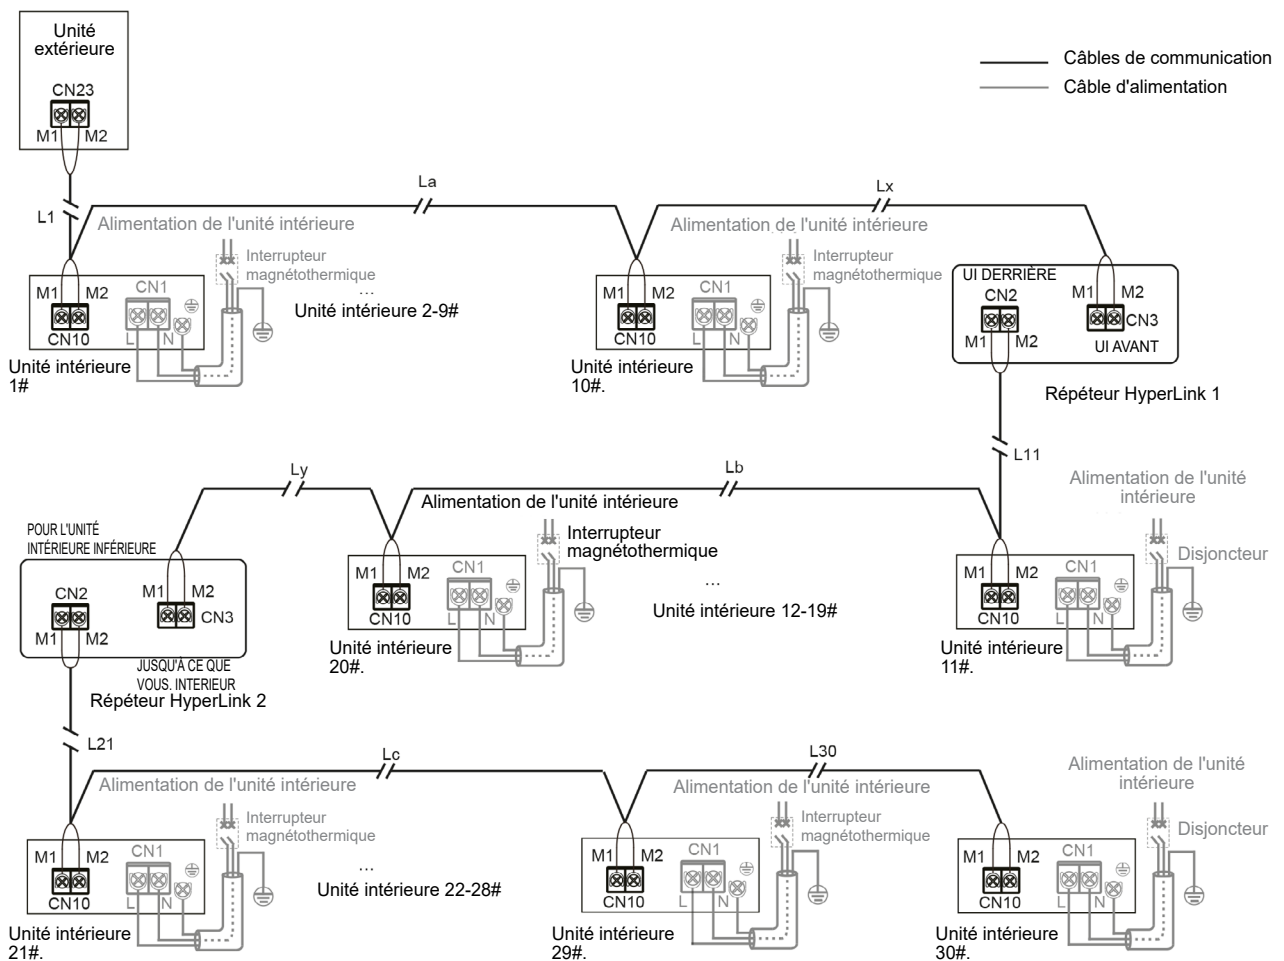 Unité
extérieure
CN23
M1 M2
Câbles de communication
Câble d'alimentation
L1
La
Lx
Alimentation de l'unité intérieure
Interrupteur
magnétothermique
M1 M2
CN1
CN10
L N
...
Unité intérieure 2-9#
Unité intérieure
1#
Alimentation de l'unité intérieure
Interrupteur
magnétothermique
M1 M2
CN1
CN10
L N
Unité intérieure
10#.
UI DERRIÈRE
CN2
M1 M2
M1 M2
CN3
UI AVANT
Répéteur HyperLink 1
L11
Ly
Lb
Alimentation de l'unité
intérieure
Disjoncteur
Alimentation de l'unité intérieure
Interrupteur
magnétothermique
POUR L'UNITÉ
INTÉRIEURE INFÉRIEURE
CN2
M1 M2
M1 M2
CN3
JUSQU'À CE QUE
VOUS. INTERIEUR
Répéteur HyperLink 2
M1 M2
CN1
CN10
L N
Unité intérieure
20#.
...
Unité intérieure 12-19#
M1 M2
CN1
CN10
L N
Unité intérieure
11#.
L21
Lc
L30
Alimentation de l'unité intérieure
Interrupteur
magnétothermique
M1 M2
CN1
CN10
L N
...
Unité intérieure 22-28#
Unité intérieure
21#.
Alimentation de l'unité intérieure
Interrupteur
magnétothermique
M1 M2
CN1
CN10
L N
Unité intérieure
29#.
Alimentation de l'unité
intérieure
Disjoncteur
M1 M2
CN1
CN10
L N
Unité intérieure
30#.